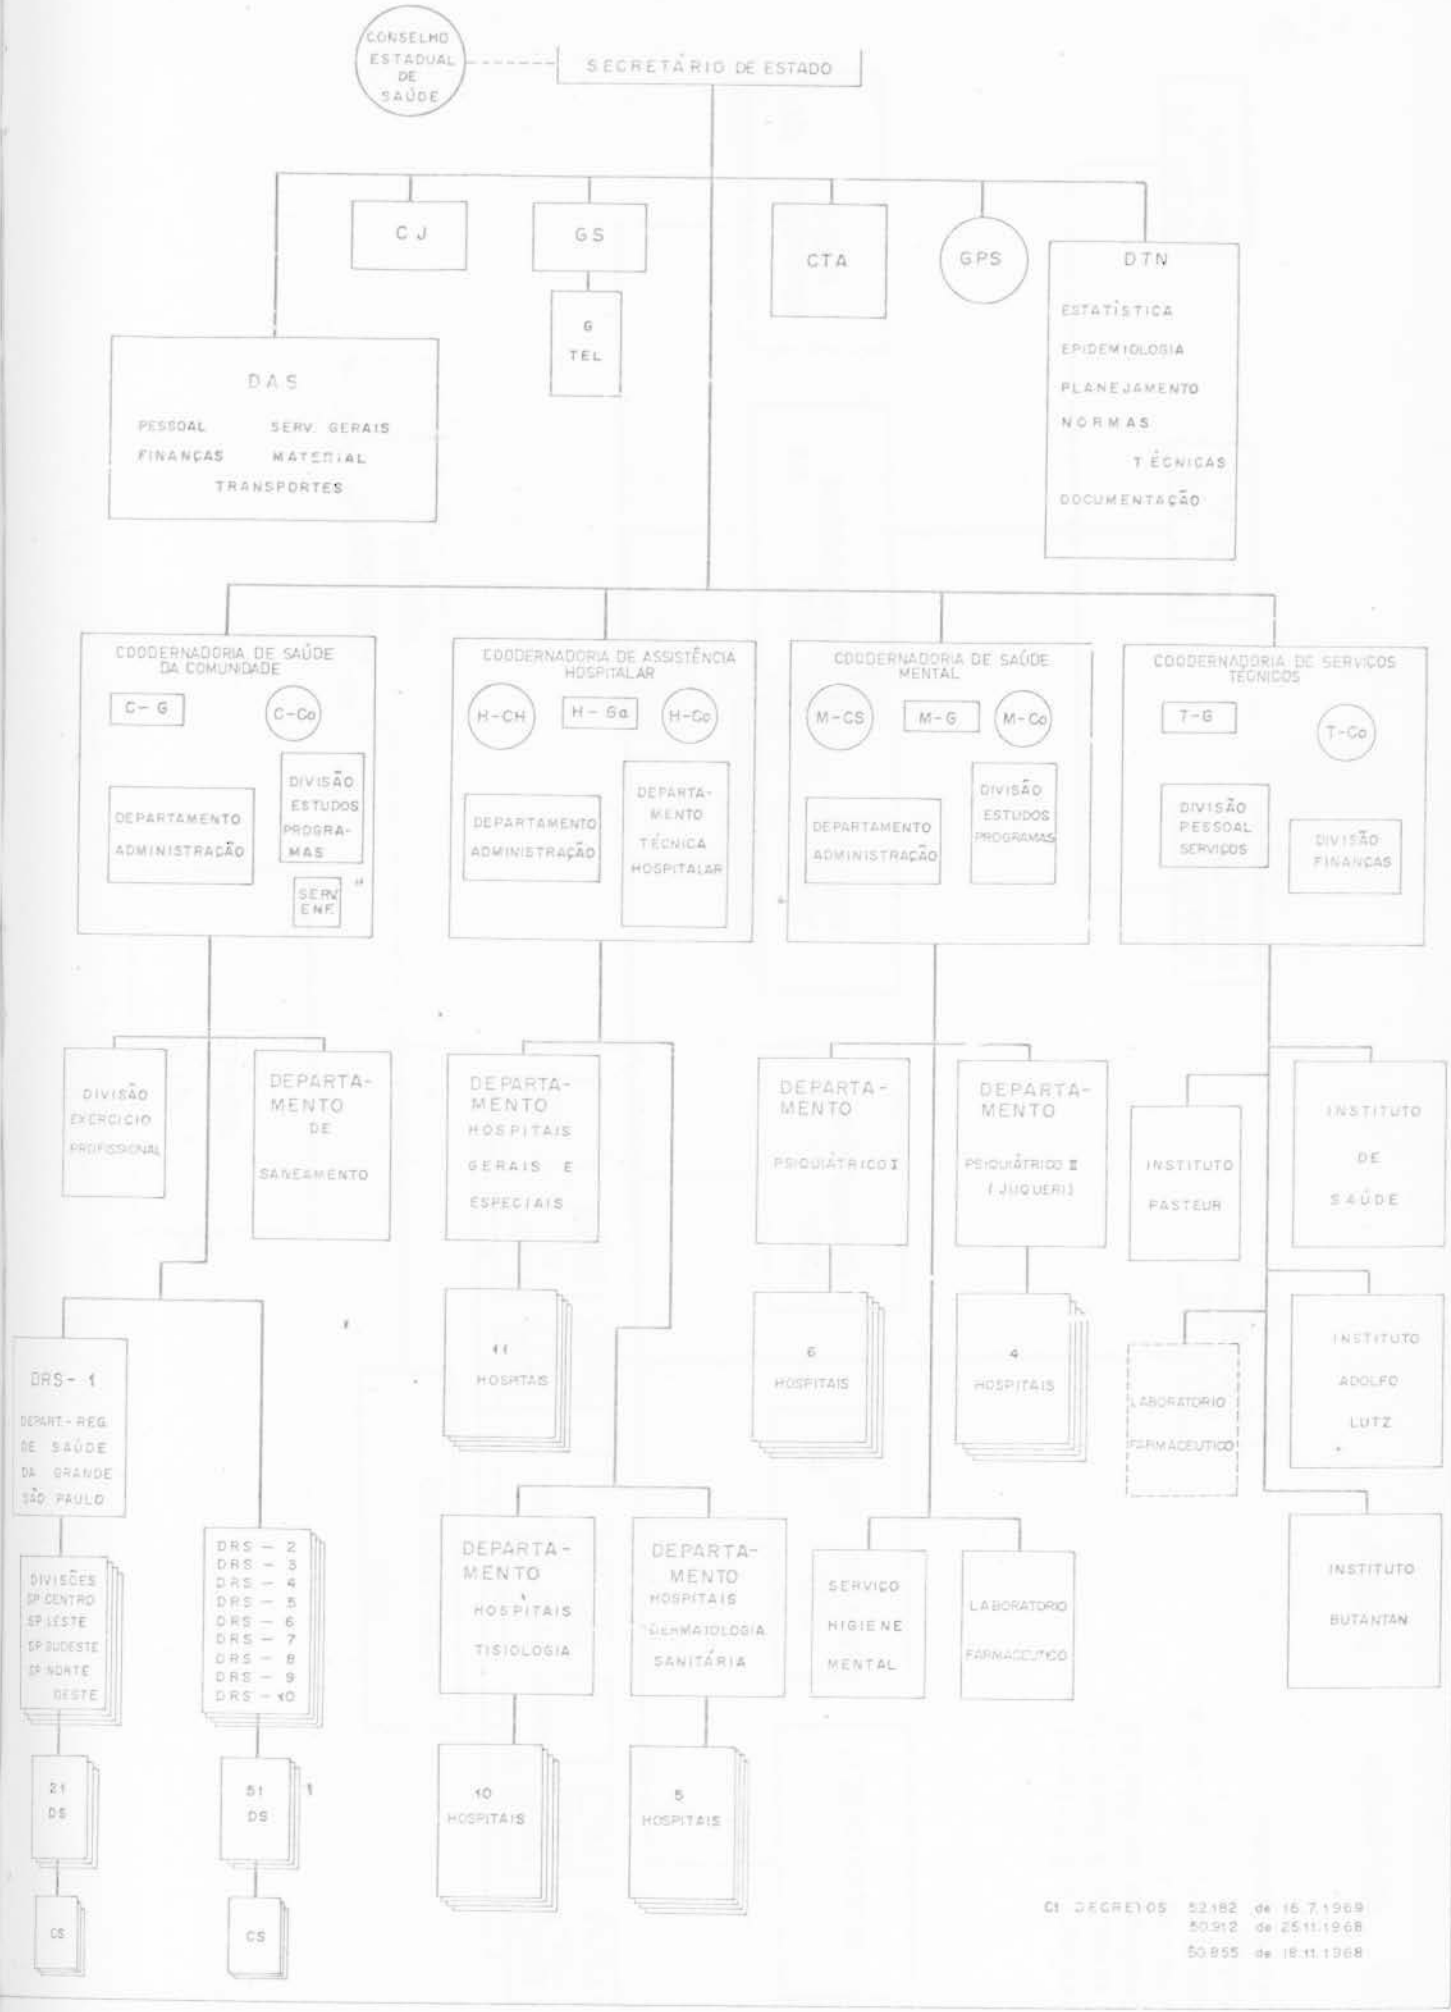 CONSELHO
ESTADUAL
DE
SAÚDE
SECRETÁRIO DE ESTADO
CJ
GS
G
TEL
CTA
GPS
DTN
ESTATÍSTICA
EPIDEMIOLOGIA
PLANEJAMENTO
NORMAS
TÉCNICAS
DOCUMENTAÇÃO
DAS
PESSOAL SERV. GERAIS
FINANÇAS MATERIAL
TRANSPORTES
COODERNADORIA DE SAÚDE
DA COMUNIDADE
C-G
C-Co
DIVISÃO
ESTUDOS
PROGRA-
MAS
DEPARTAMENTO
ADMINISTRAÇÃO
SERV
ENF.
COODERNADORIA DE ASSISTÊNCIA
HOSPITALAR
H-CH
H-Ga
H-Co
DEPARTAMENTO
ADMINISTRAÇÃO
DEPARTA-
MENTO
TÉCNICA
HOSPITALAR
COODERNADORIA DE SAÚDE
MENTAL
M-CS
M-G
M-Co
DEPARTAMENTO
ADMINISTRAÇÃO
DIVISÃO
ESTUDOS
PROGRAMAS
COODERNADORIA DE SERVIÇOS
TÉCNICOS
T-G
T-Co
DIVISÃO
PESSOAL
SERVIÇOS
DIVISÃO
FINANÇAS
DIVISÃO
EXERCICIO
PROFISSIONAL
DEPARTA-
MENTO
DE
SANEAMENTO
DEPARTA-
MENTO
HOSPITAIS
GERAIS E
ESPECIAIS
11
HOSPITAIS
DEPARTA-
MENTO
PSIQUIÁTRICO I
6
HOSPITAIS
DEPARTA-
MENTO
PSIQUIÁTRICO II
(JUQUERI)
4
HOSPITAIS
INSTITUTO
PASTEUR
INSTITUTO
DE
SAÚDE
LABORATORIO
FARMACEUTICO
INSTITUTO
ADOLFO
LUTZ
INSTITUTO
BUTANTAN
DRS-1
DEPART-REG.
DE SAÚDE
DA GRANDE
SÃO PAULO
DIVISÕES
SP.CENTRO
SP.LESTE
SP.SUDESTE
SP.NORTE
OESTE
21
DS
CS
DRS - 2
DRS - 3
DRS - 4
DRS - 5
DRS - 6
DRS - 7
DRS - 8
DRS - 9
DRS - 10
51
DS
CS
DEPARTA-
MENTO
HOSPITAIS
TISIOLOGIA
10
HOSPITAIS
DEPARTA-
MENTO
HOSPITAIS
DERMATOLOGIA
SANITÁRIA
5
HOSPITAIS
SERVIÇO
HIGIENE
MENTAL
LABORATORIO
FARMACEUTICO
Cf DECRETOS 52.182 de 16.7.1969
50.912 de 25.11.1968
50.855 de 18.11.1968